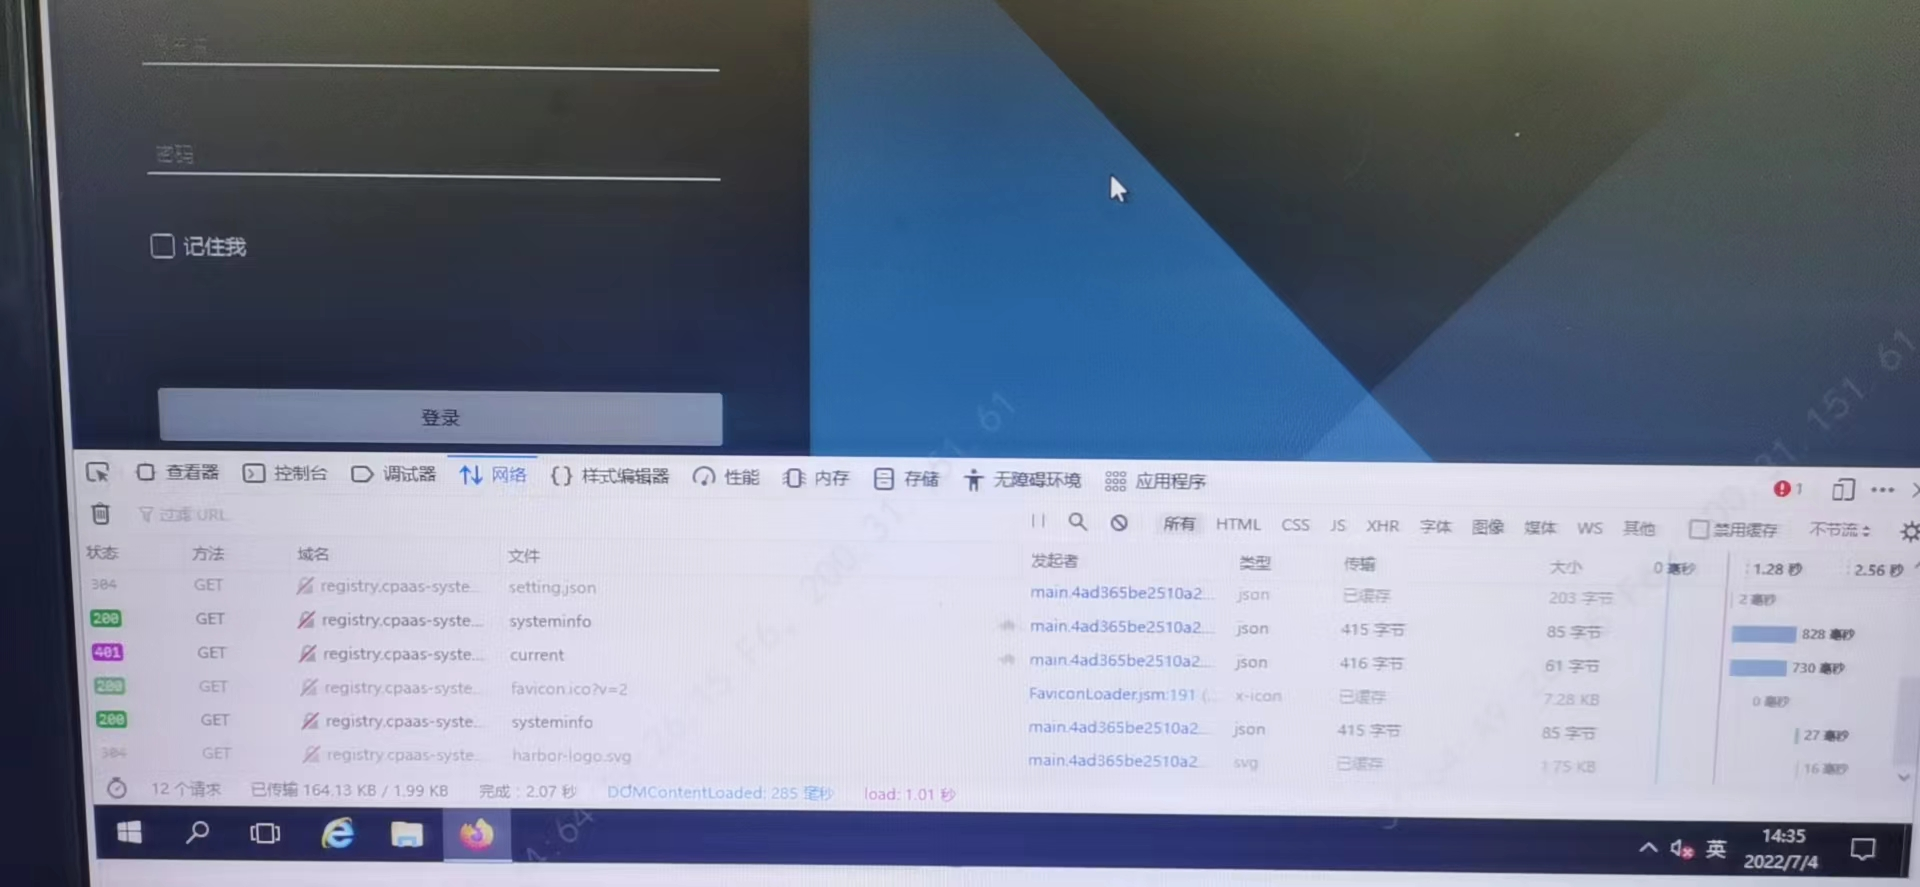 密码
记住我
登录
查看器 控制台 调试器 网络 {} 样式编辑器 性能 内存 存储 无障碍环境 应用程序 1
过滤 URL
所有 HTML CSS JS XHR 字体 图像 媒体 WS 其他 禁用缓存 不节流
状态 方法 域名 文件 发起者 类型 传输 大小 0 毫秒 1.28 秒 2.56 秒
304 GET registry.cpaas-syste... setting.json main.4ad365be2510a2... json 已缓存 203 字节 2 毫秒
200 GET registry.cpaas-syste... systeminfo main.4ad365be2510a2... json 415 字节 85 字节 828 毫秒
401 GET registry.cpaas-syste... current main.4ad365be2510a2... json 416 字节 61 字节 730 毫秒
200 GET registry.cpaas-syste... favicon.ico?v=2 FaviconLoader.jsm:191 (... x-icon 已缓存 7.28 KB 0 毫秒
200 GET registry.cpaas-syste... systeminfo main.4ad365be2510a2... json 415 字节 85 字节 27 毫秒
304 GET registry.cpaas-syste... harbor-logo.svg main.4ad365be2510a2... svg 已缓存 1.75 KB 16 毫秒
12 个请求 已传输 164.13 KB / 1.99 KB 完成：2.07 秒 DOMContentLoaded: 285 毫秒 load: 1.01 秒
英 14:35
2022/7/4